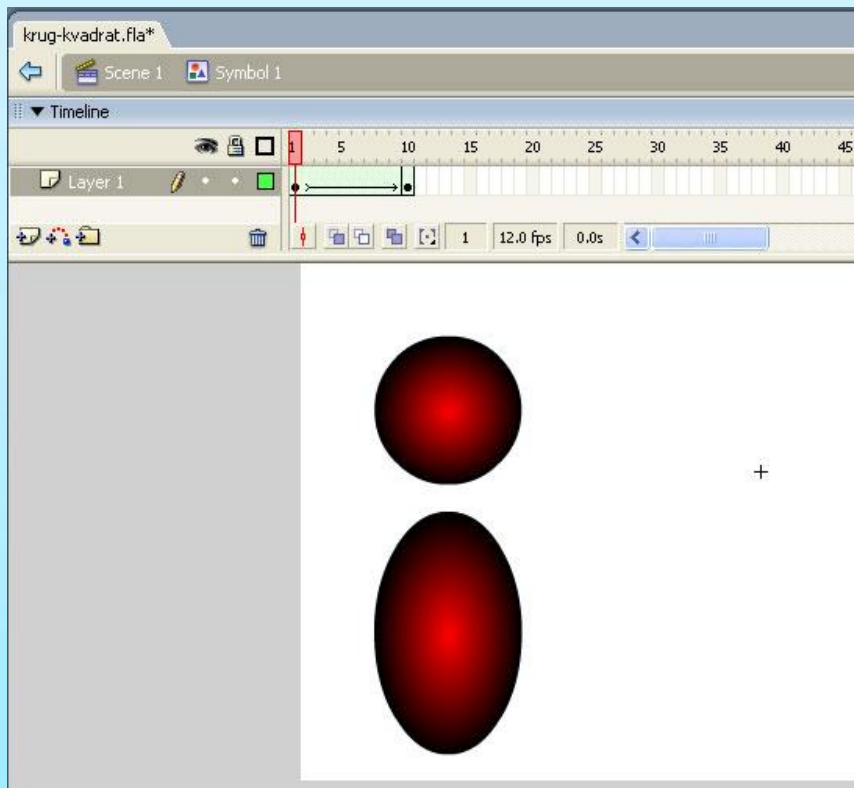 krug-kvadrat.fla*
Scene 1 Symbol 1
Timeline
1 5 10 15 20 25 30 35 40 45
Layer 1
1 12.0 fps 0.0s